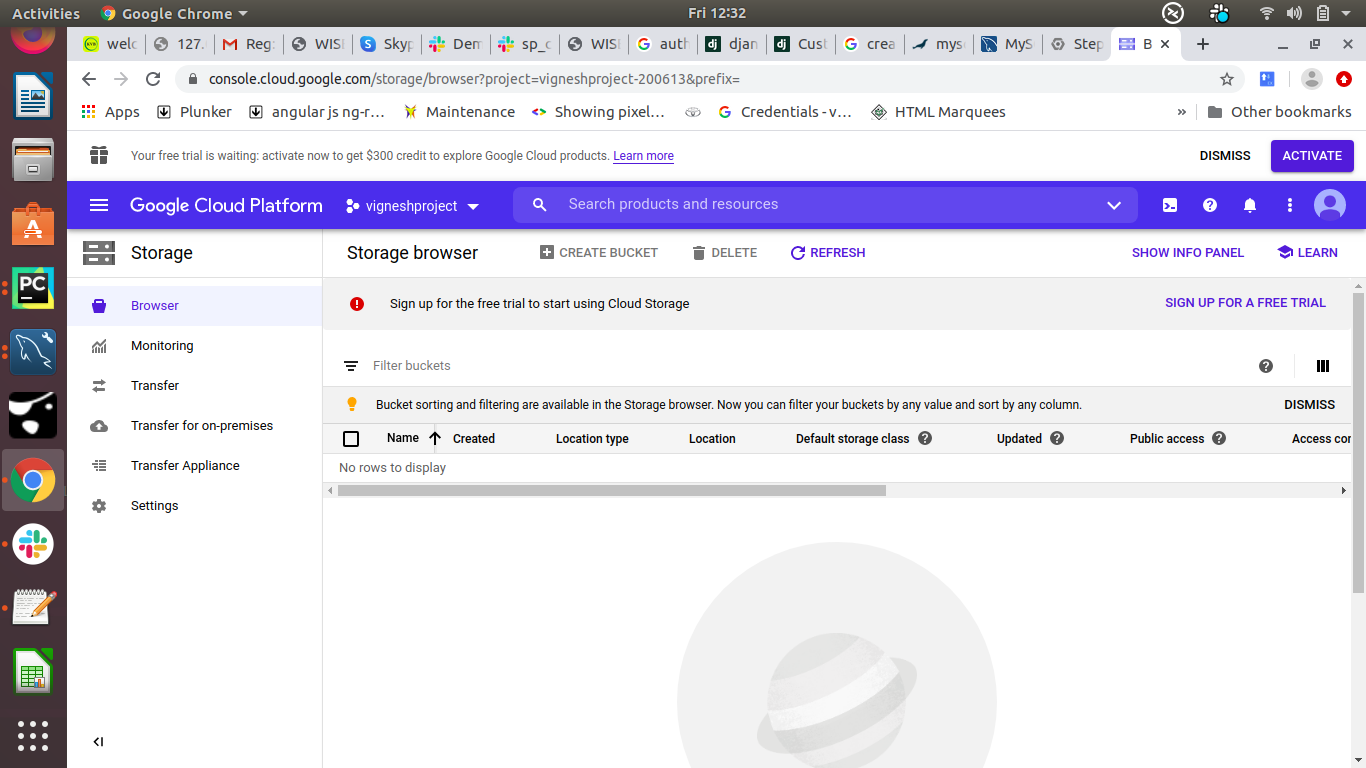 Activities Google Chrome Fri 12:32
welc 127. Reg: WISI Skyp Dem sp_c WISI auth djan Cust crea myse MyS Step B
console.cloud.google.com/storage/browser?project=vigneshproject-200613&prefix=
Apps Plunker angular js ng-r… Maintenance Showing pixel… Credentials - v… HTML Marquees » Other bookmarks
Your free trial is waiting: activate now to get $300 credit to explore Google Cloud products. Learn more DISMISS ACTIVATE
Google Cloud Platform vigneshproject Search products and resources
Storage Storage browser CREATE BUCKET DELETE REFRESH SHOW INFO PANEL LEARN
Browser
Monitoring
Transfer
Transfer for on-premises
Transfer Appliance
Settings
Sign up for the free trial to start using Cloud Storage SIGN UP FOR A FREE TRIAL
Filter buckets
Bucket sorting and filtering are available in the Storage browser. Now you can filter your buckets by any value and sort by any column. DISMISS
Name Created Location type Location Default storage class Updated Public access Access con
No rows to display